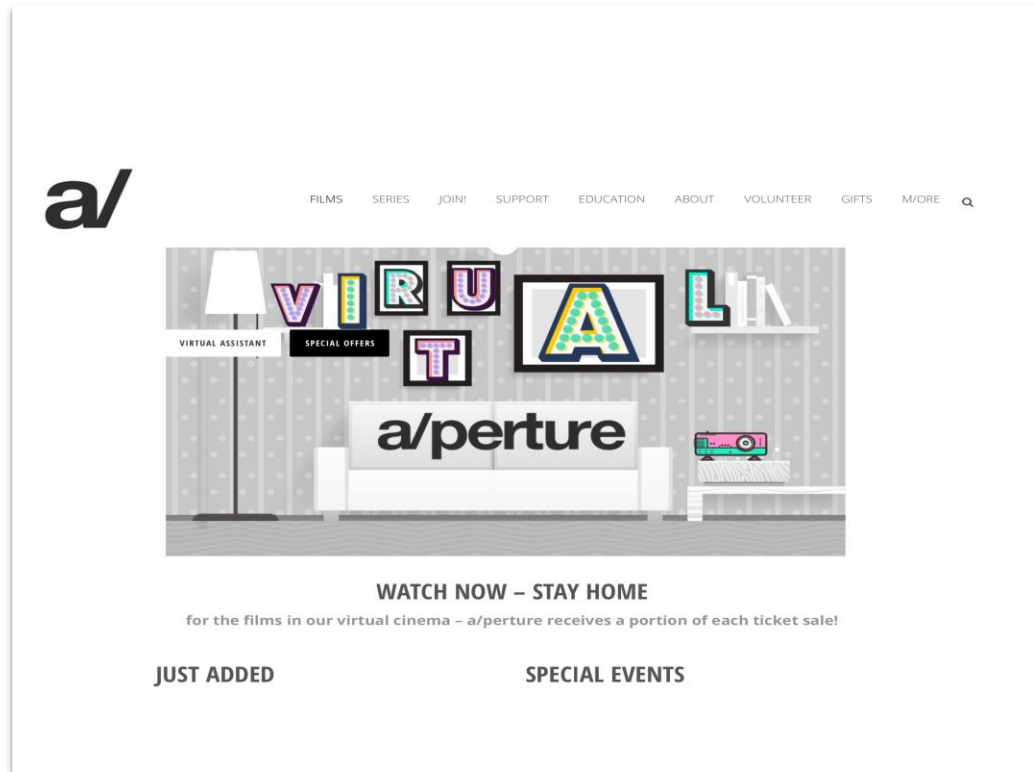 a/
FILMS SERIES JOIN! SUPPORT EDUCATION ABOUT VOLUNTEER GIFTS M/ORE
VIRUAL
T
VIRTUAL ASSISTANT SPECIAL OFFERS
a/perture
WATCH NOW – STAY HOME
for the films in our virtual cinema – a/perture receives a portion of each ticket sale!
JUST ADDED SPECIAL EVENTS